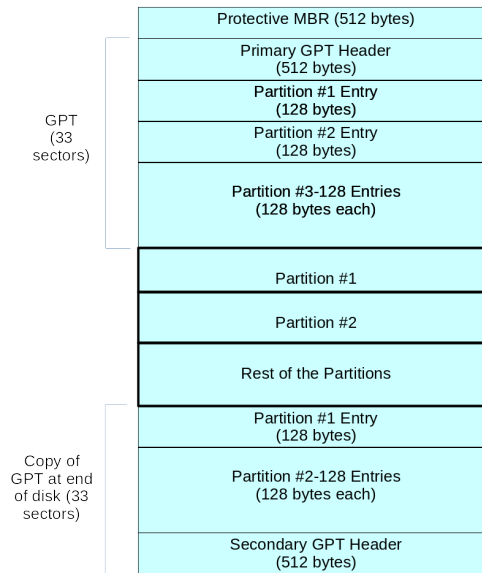 Protective MBR (512 bytes)
Primary GPT Header
(512 bytes)
Partition #1 Entry
(128 bytes)
Partition #2 Entry
(128 bytes)
GPT
(33
sectors)
Partition #3-128 Entries
(128 bytes each)
Partition #1
Partition #2
Rest of the Partitions
Partition #1 Entry
(128 bytes)
Copy of
GPT at end
of disk (33
sectors)
Partition #2-128 Entries
(128 bytes each)
Secondary GPT Header
(512 bytes)